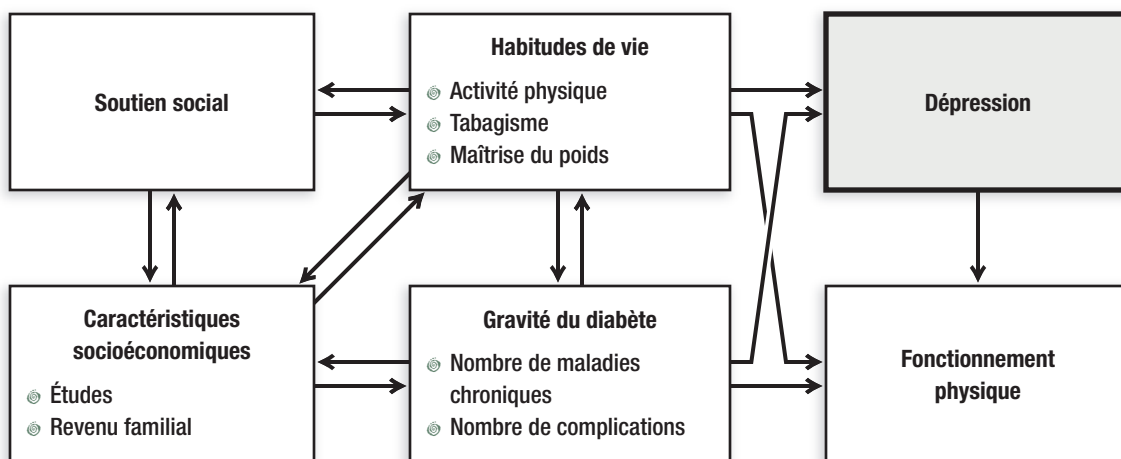 Soutien social
Habitudes de vie
Activité physique
Tabagisme
Maîtrise du poids
Dépression
Caractéristiques
socioéconomiques
Études
Revenu familial
Gravité du diabète
Nombre de maladies
chroniques
Nombre de complications
Fonctionnement
physique